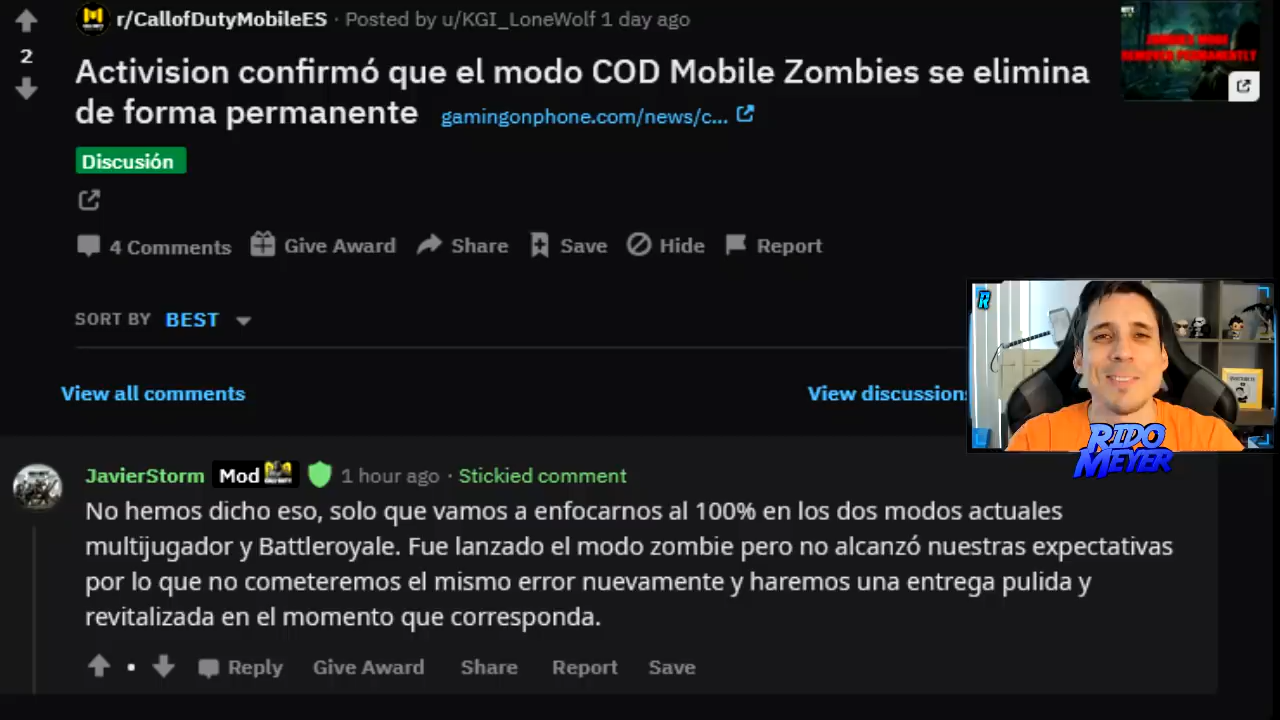 r/CallofDutyMobileES · Posted by u/KGI_LoneWolf 1 day ago
2
Activision confirmó que el modo COD Mobile Zombies se elimina
de forma permanente gamingonphone.com/news/c...
ZOMBIES MODE
REMOVED PERMANENTLY
Discusión
4 Comments Give Award Share Save Hide Report
SORT BY BEST
View all comments
View discussions
R
RIDO
MEYER
JavierStorm Mod 1 hour ago · Stickied comment
No hemos dicho eso, solo que vamos a enfocarnos al 100% en los dos modos actuales
multijugador y Battleroyale. Fue lanzado el modo zombie pero no alcanzó nuestras expectativas
por lo que no cometeremos el mismo error nuevamente y haremos una entrega pulida y
revitalizada en el momento que corresponda.
Reply Give Award Share Report Save